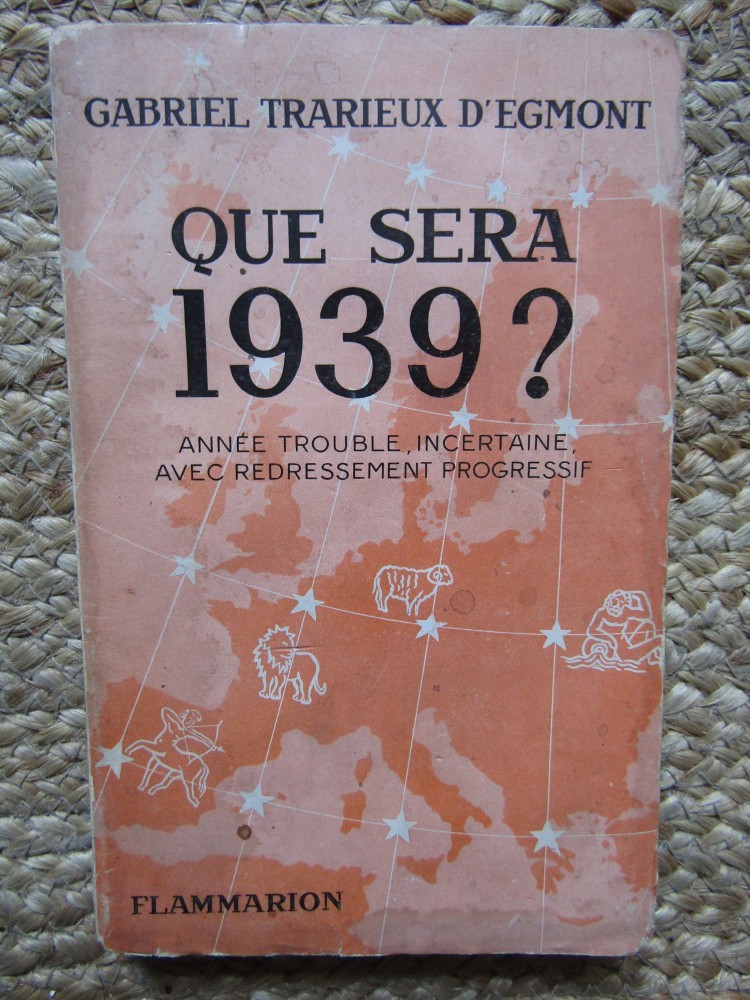 GABRIEL TRARIEUX D'EGMONT
QUE SERA
1939 ?
ANNÉE TROUBLE, INCERTAINE,
AVEC REDRESSEMENT PROGRESSIF
FLAMMARION